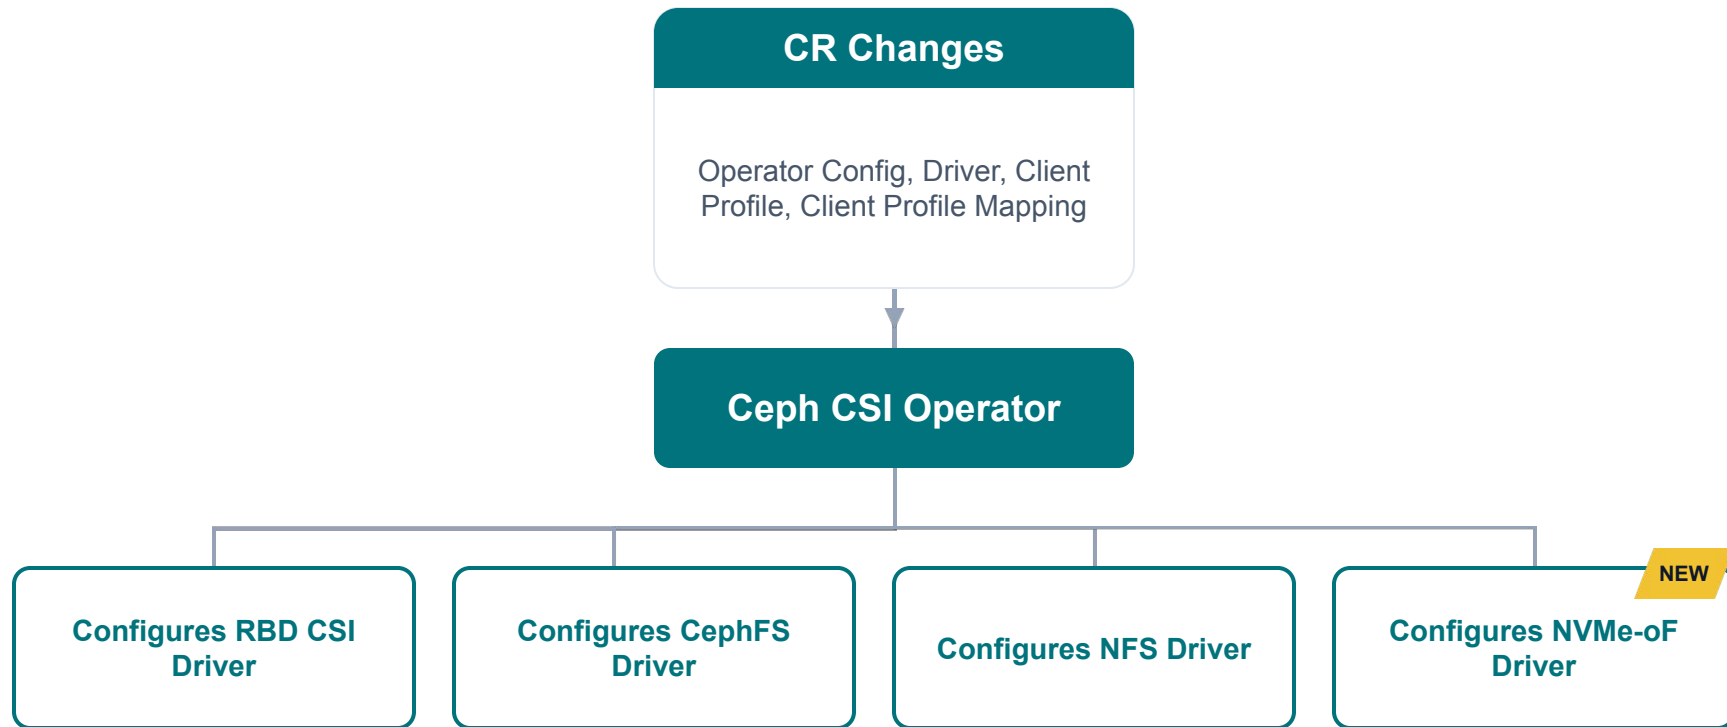 CR Changes
Operator Config, Driver, Client
Profile, Client Profile Mapping
Ceph CSI Operator
NEW
Configures RBD CSI
Driver
Configures CephFS
Driver
Configures NFS Driver
Configures NVMe-oF
Driver